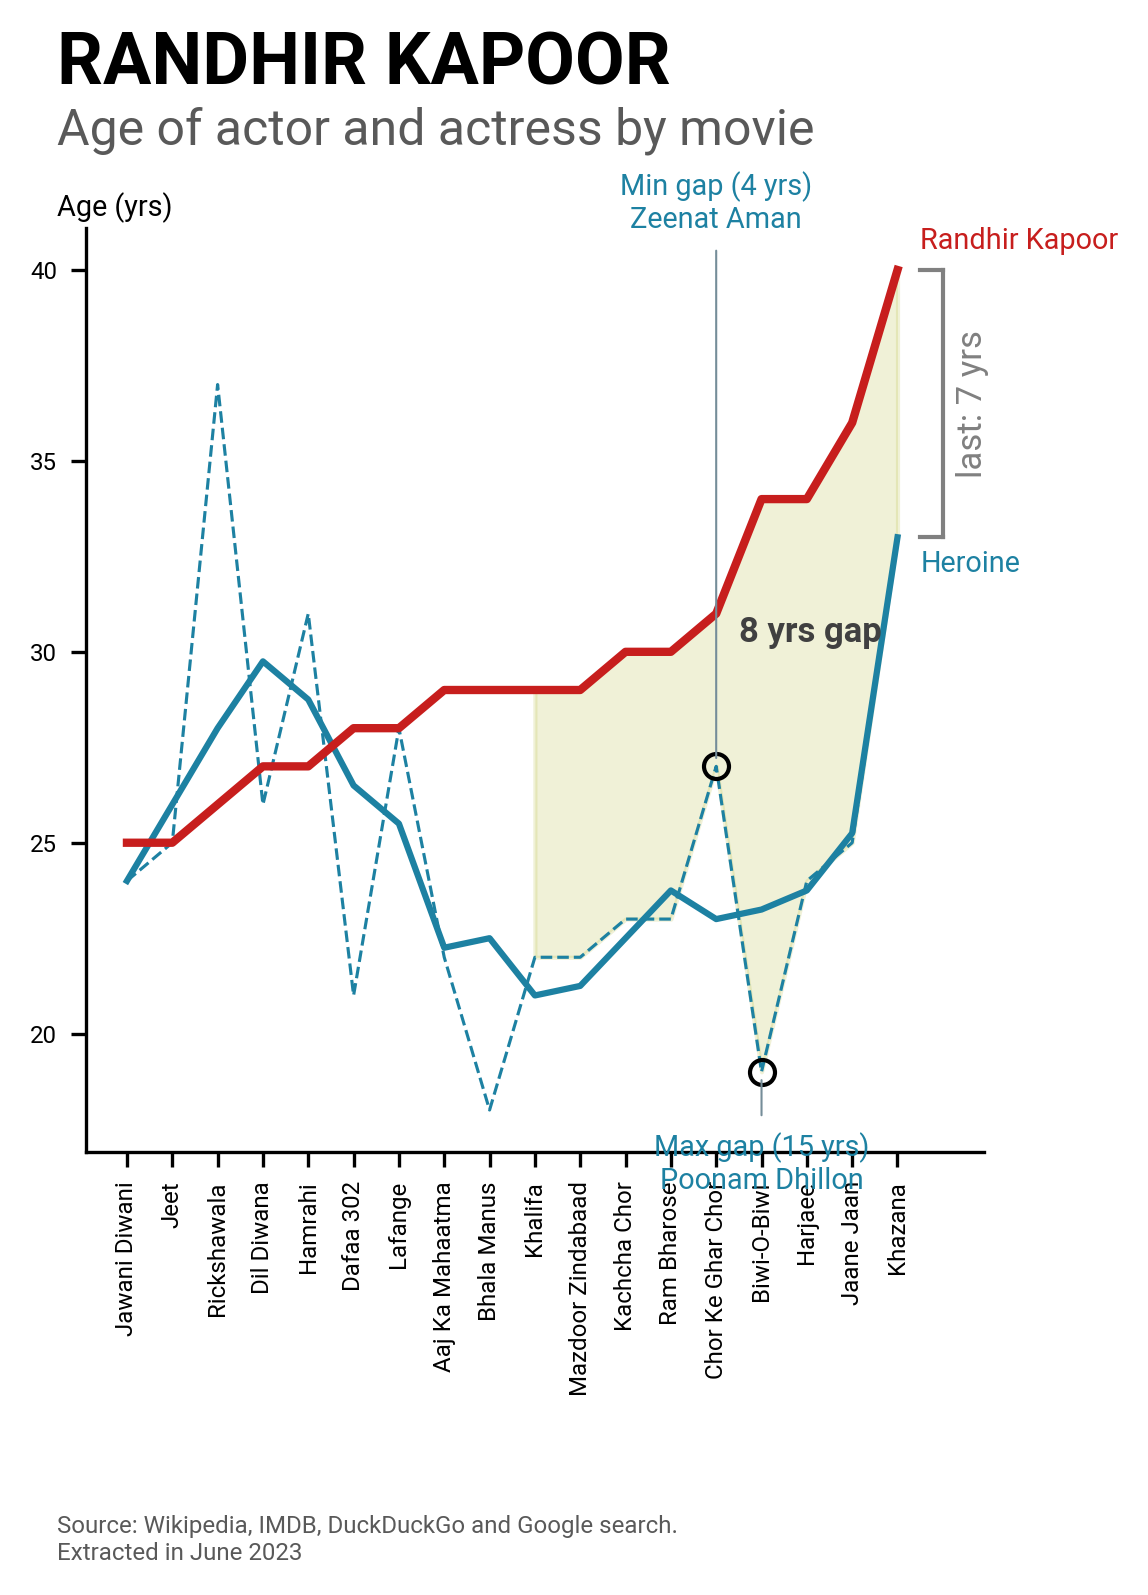 RANDHIR KAPOOR
Age of actor and actress by movie
Min gap (4 yrs)
Zeenat Aman
Age (yrs)
Randhir Kapoor
40
35
30
25
20
last: 7 yrs
Heroine
8 yrs gap
Max gap (15 yrs)
Poonam Dhillon
Jawani Diwani
Jeet
Rickshawala
Dil Diwana
Hamrahi
Dafaa 302
Lafange
Aaj Ka Mahaatma
Bhala Manus
Khalifa
Mazdoor Zindabaad
Kachcha Chor
Ram Bharose
Chor Ke Ghar Chor
Biwi-O-Biwi
Harjaee
Jaane Jaan
Khazana
Source: Wikipedia, IMDB, DuckDuckGo and Google search.
Extracted in June 2023